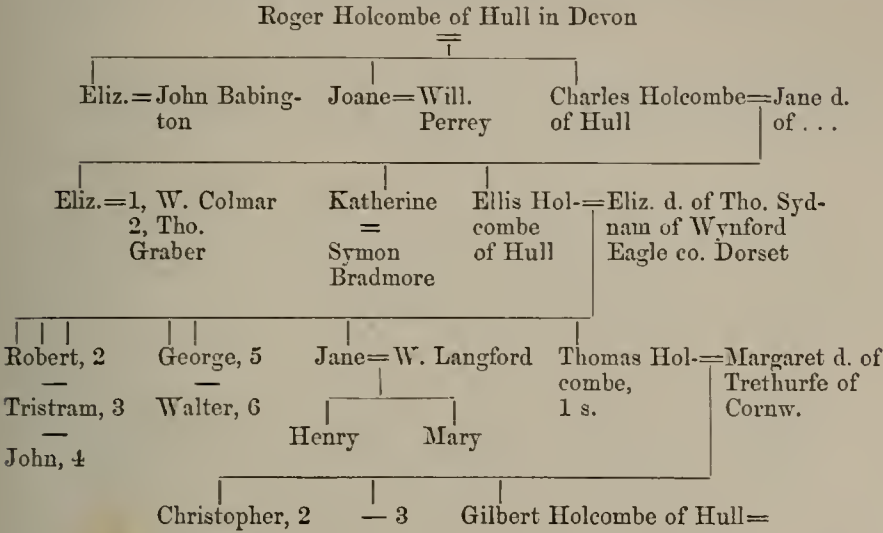 Roger Holcombe of Hull in Devon
Eliz.=John Babing- Joane=Will. Charles Holcombe=Jane d.
ton Perrey of Hull of . . .
Eliz.=1, W. Colmar Katherine Ellis Hol-=Eliz. d. of Tho. Syd-
2, Tho. = combe nam of Wynford
Graber Symon of Hull Eagle co. Dorset
Bradmore
Robert, 2 George, 5 Jane=W. Langford Thomas Hol-=Margaret d. of
— — combe, Trethurfe of
Tristram, 3 Walter, 6 1 s. Cornw.
— Henry Mary
John, 4
Christopher, 2 — 3 Gilbert Holcombe of Hull=